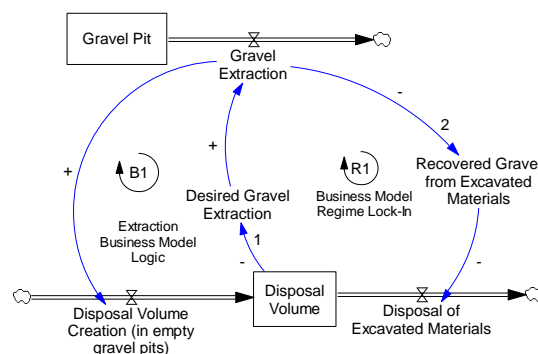 Gravel Pit
Gravel
Extraction
-
2
+
B1
+
R1
Recovered Gravel
from Excavated
Materials
Desired Gravel
Extraction
Business Model
Regime Lock-In
Extraction
Business Model
Logic
1
-
-
Disposal
Volume
Disposal Volume
Creation (in empty
gravel pits)
Disposal of
Excavated Materials